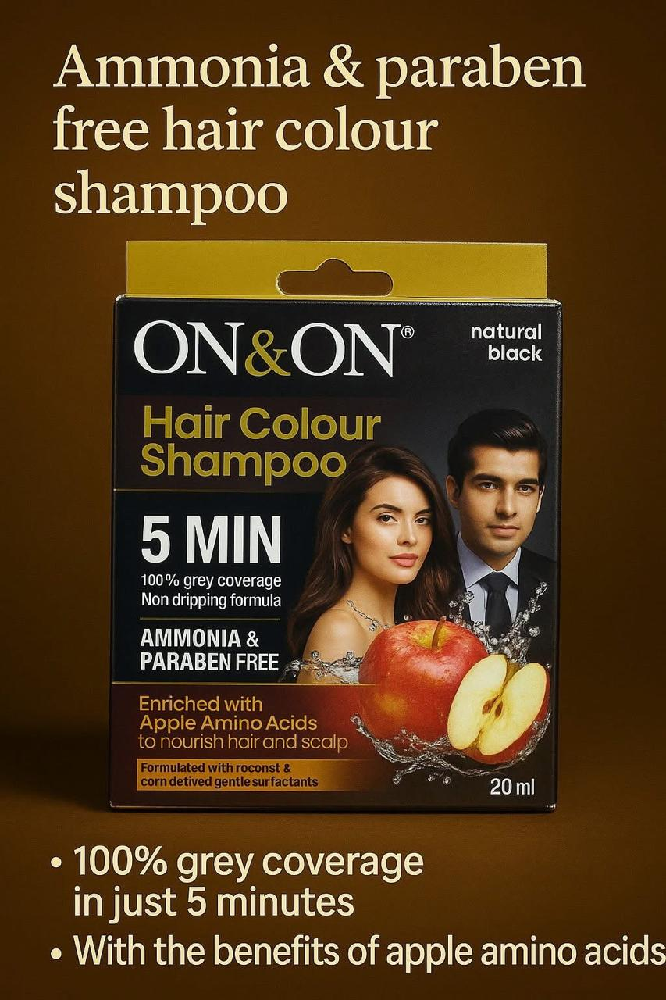 Ammonia & paraben
free hair colour
shampoo
ON&ON®
natural
black
Hair Colour
Shampoo
5 MIN
100% grey coverage
Non dripping formula
AMMONIA &
PARABEN FREE
Enriched with
Apple Amino Acids
to nourish hair and scalp
Formulated with roconst &
corn detived gentle surfactants
20 ml
• 100% grey coverage
in just 5 minutes
• With the benefits of apple amino acids